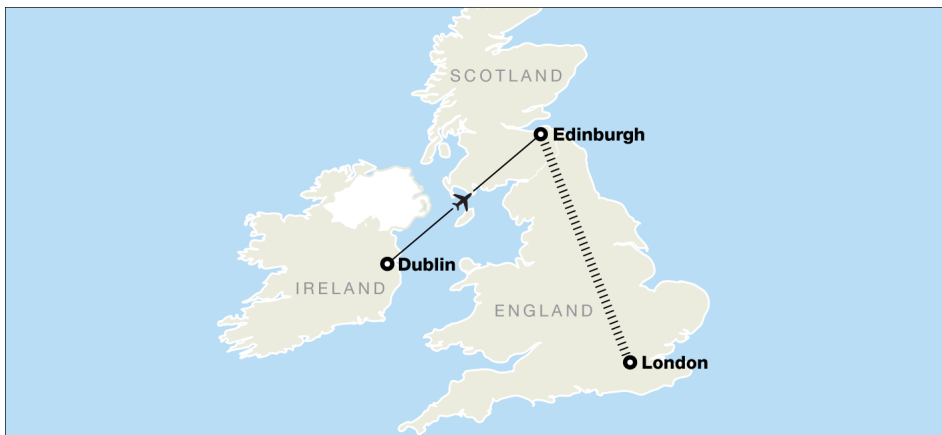 SCOTLAND
Edinburgh
Dublin
IRELAND
ENGLAND
London